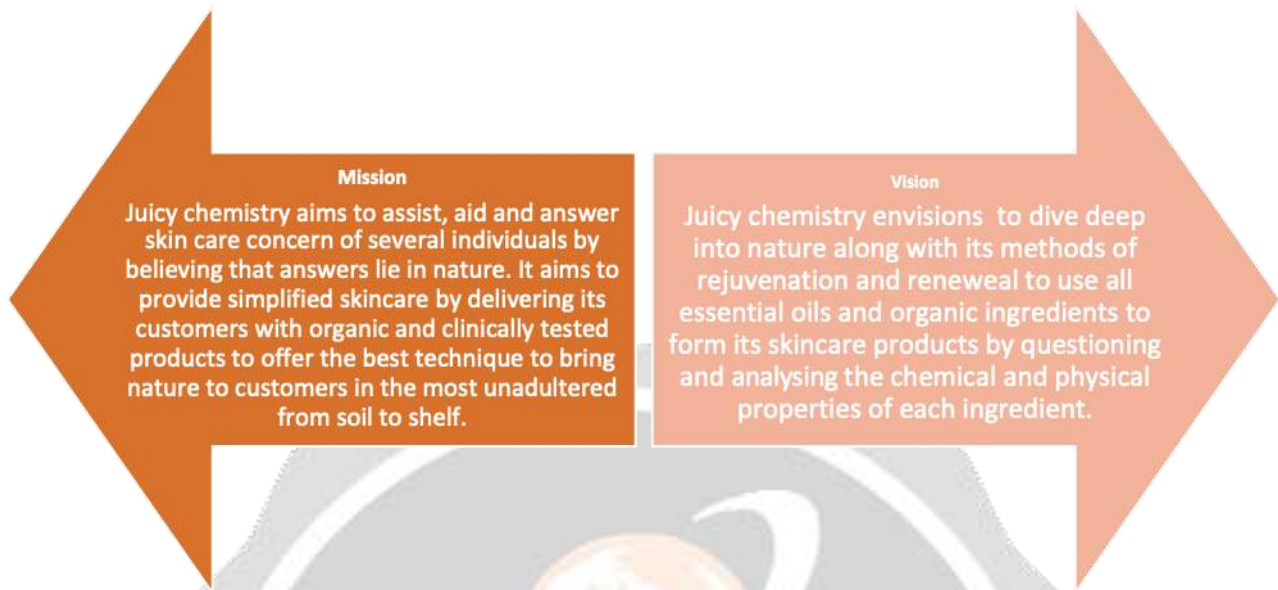 Mission
Juicy chemistry aims to assist, aid and answer
skin care concern of several individuals by
believing that answers lie in nature. It aims to
provide simplified skincare by delivering its
customers with organic and clinically tested
products to offer the best technique to bring
nature to customers in the most unadultered
from soil to shelf.
Vision
Juicy chemistry envisions to dive deep
into nature along with its methods of
rejuvenation and reneweal to use all
essential oils and organic ingredients to
form its skincare products by questioning
and analysing the chemical and physical
properties of each ingredient.